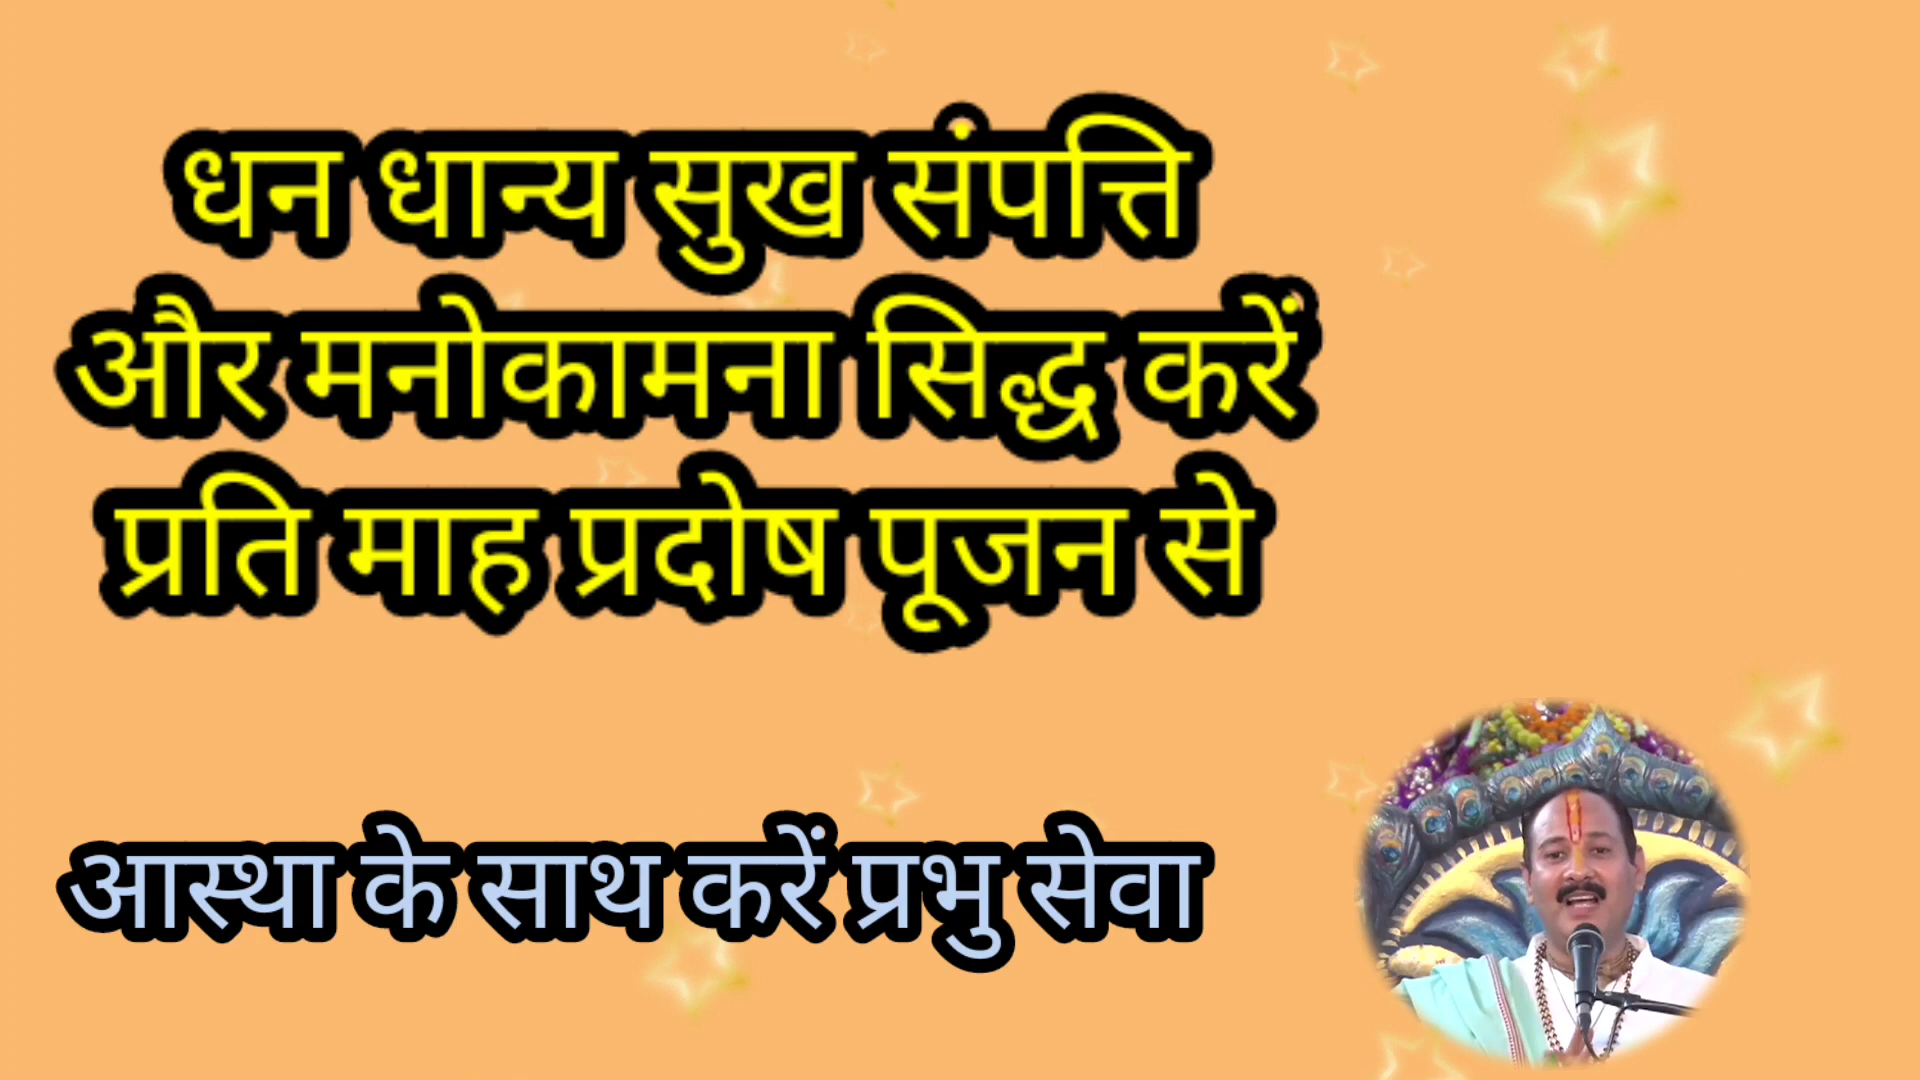 धन धान्य सुख संपत्ति
और मनोकामना सिद्ध करें
प्रति माह प्रदोष पूजन से
आस्था के साथ करें प्रभु सेवा